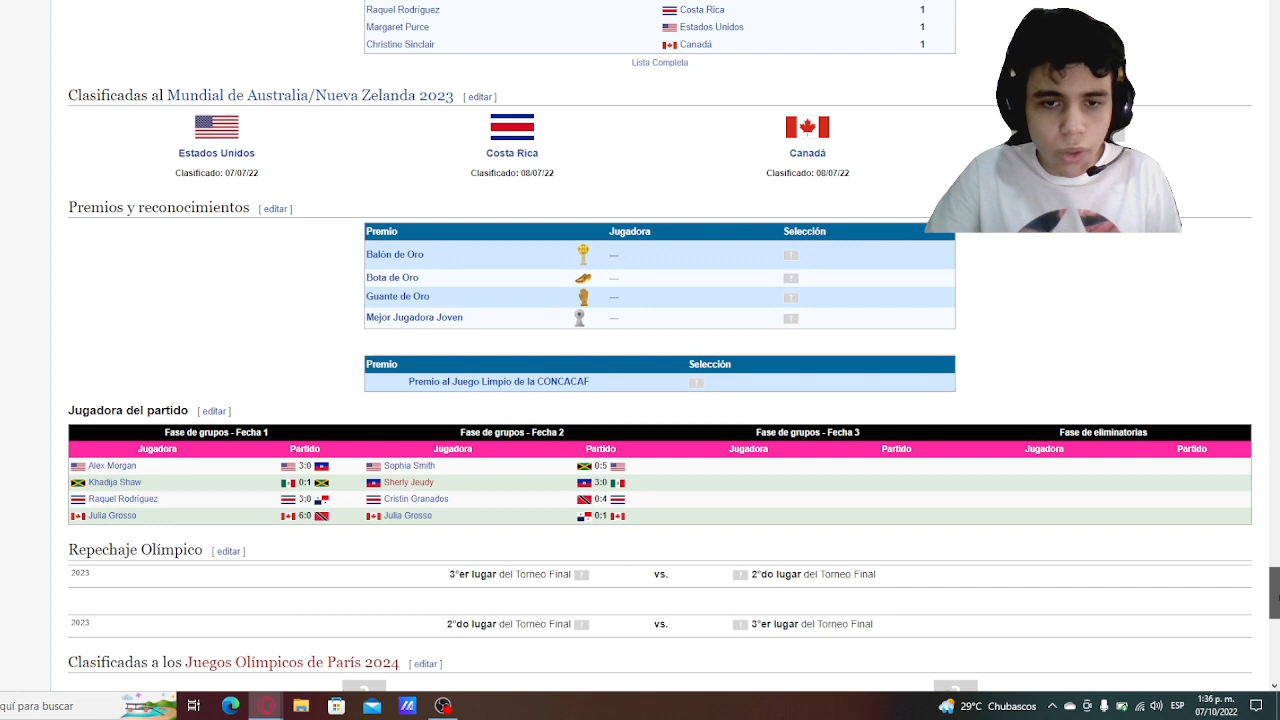 Raquel Rodríguez Costa Rica 1
Margaret Purce Estados Unidos 1
Christine Sinclair Canadá 1
Lista Completa
Clasificadas al Mundial de Australia/Nueva Zelanda 2023 [ editar ]
Estados Unidos Costa Rica Canadá
Clasificado: 07/07/22 Clasificado: 08/07/22 Clasificado: 08/07/22
Premios y reconocimientos [ editar ]
Premio Jugadora Selección
Balón de Oro --- ?
Bota de Oro --- ?
Guante de Oro --- ?
Mejor Jugadora Joven --- ?
Premio Selección
Premio al Juego Limpio de la CONCACAF ?
Jugadora del partido [ editar ]
Fase de grupos - Fecha 1 Fase de grupos - Fecha 2 Fase de grupos - Fecha 3 Fase de eliminatorias
Jugadora Partido Jugadora Partido Jugadora Partido Jugadora Partido
Alex Morgan 3:0 Sophia Smith 0:5
Khadija Shaw 0:1 Sherly Jeudy 3:0
Raquel Rodríguez 3:0 Cristin Granados 0:4
Julia Grosso 6:0 Julia Grosso 0:1
Repechaje Olímpico [ editar ]
2023 3°er lugar del Torneo Final ? vs. ? 2°do lugar del Torneo Final
2023 2°do lugar del Torneo Final ? vs. ? 3°er lugar del Torneo Final
Clasificadas a los Juegos Olímpicos de París 2024 [ editar ]
quí para buscar 29°C Chubascos ESP 1:36 p. m.
07/10/2022